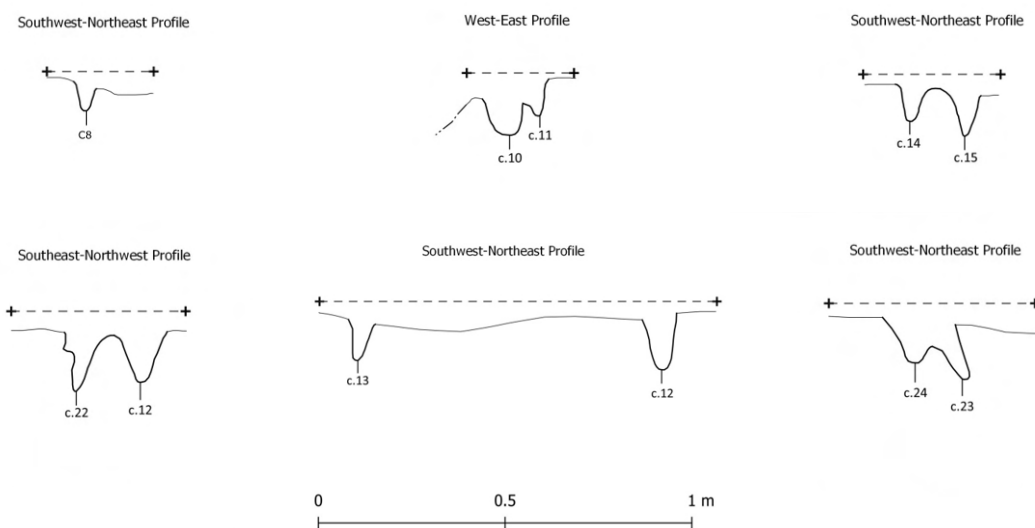 Southwest-Northeast Profile
West-East Profile
Southwest-Northeast Profile
C8
c.10
c.11
c.14
c.15
Southeast-Northwest Profile
Southwest-Northeast Profile
Southwest-Northeast Profile
c.22
c.12
c.13
c.12
c.24
c.23
0
0.5
1 m